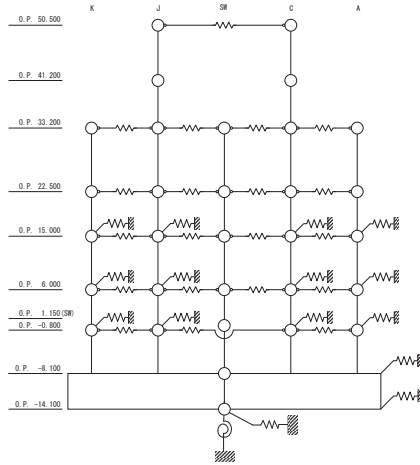 K J SW C A
O.P. 50.500
O.P. 41.200
O.P. 33.200
O.P. 22.500
O.P. 15.000
O.P. 6.000
O.P. 1.150(SW)
O.P. -0.800
O.P. -8.100
O.P. -14.100